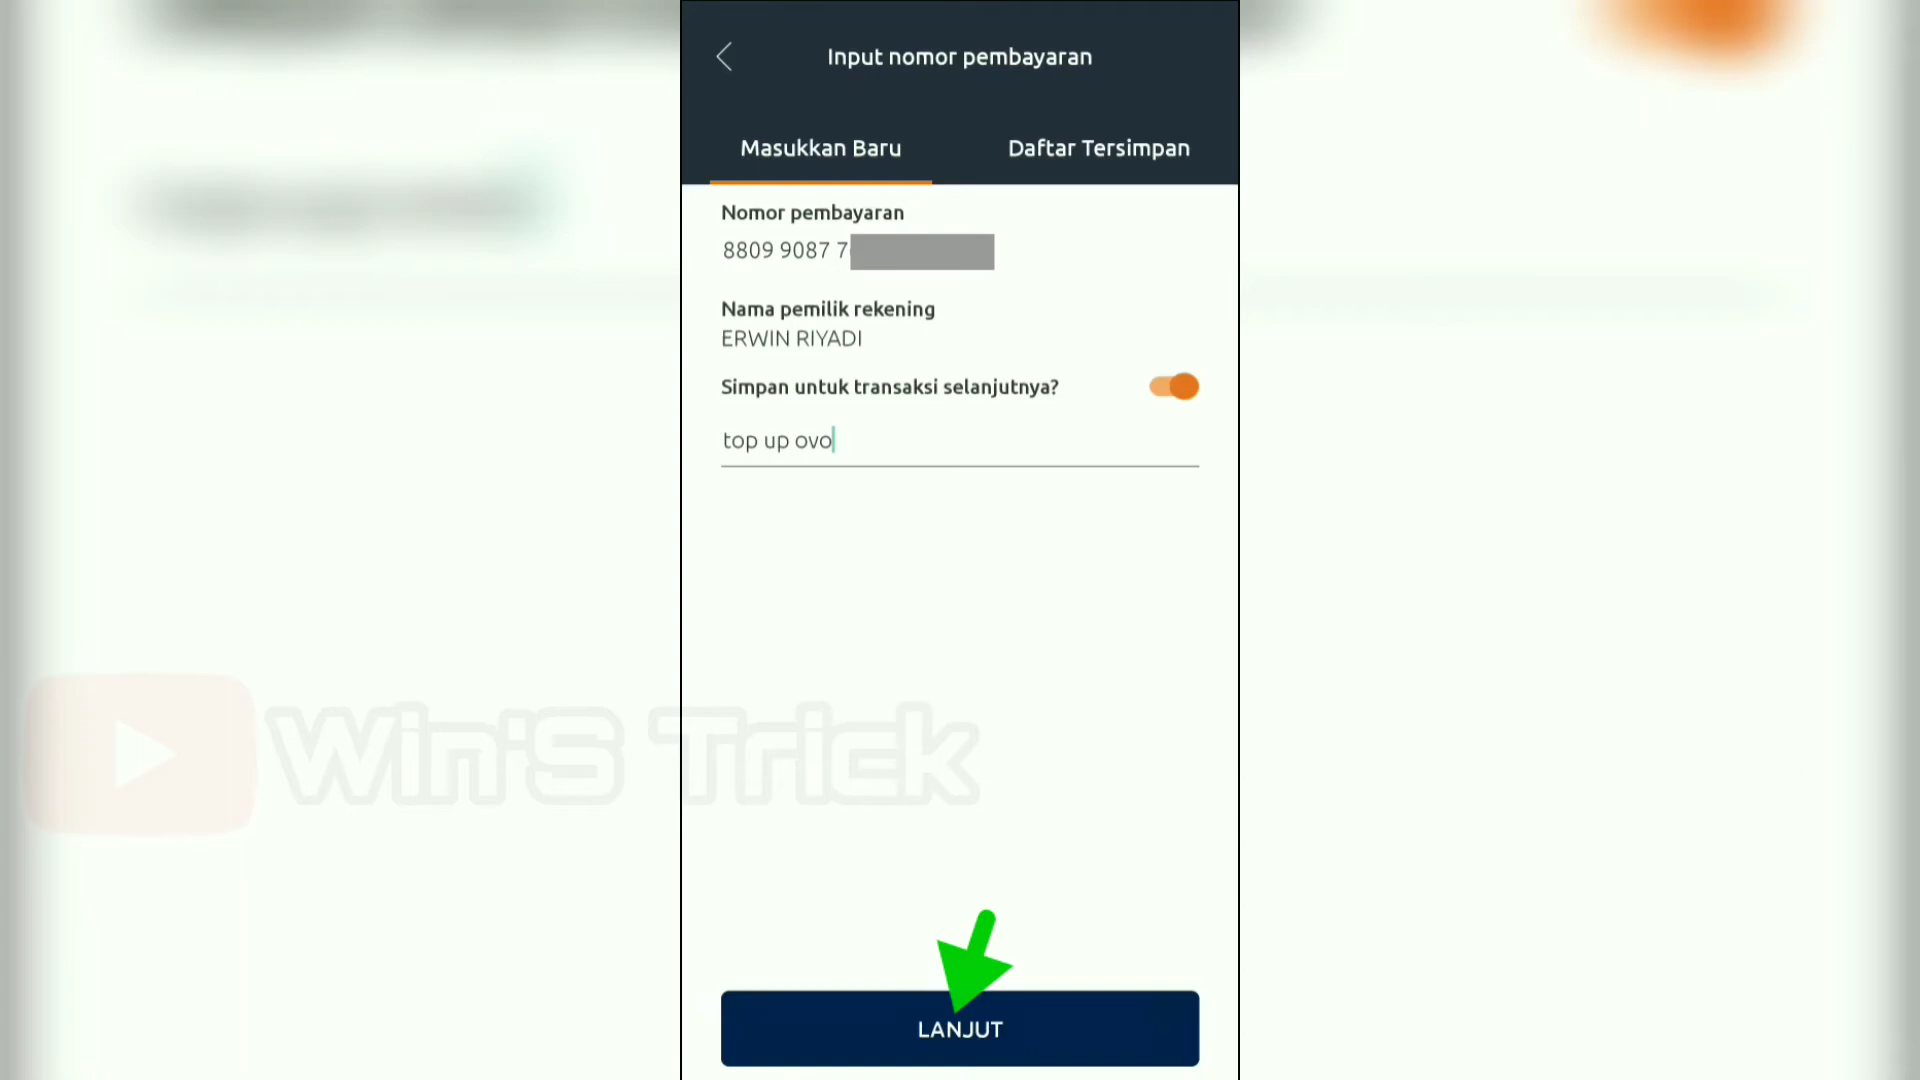 Input nomor pembayaran
Masukkan Baru
Daftar Tersimpan
Nomor pembayaran
8809 9087 7
Nama pemilik rekening
ERWIN RIYADI
Simpan untuk transaksi selanjutnya?
top up ovo
Win'S Trick
LANJUT